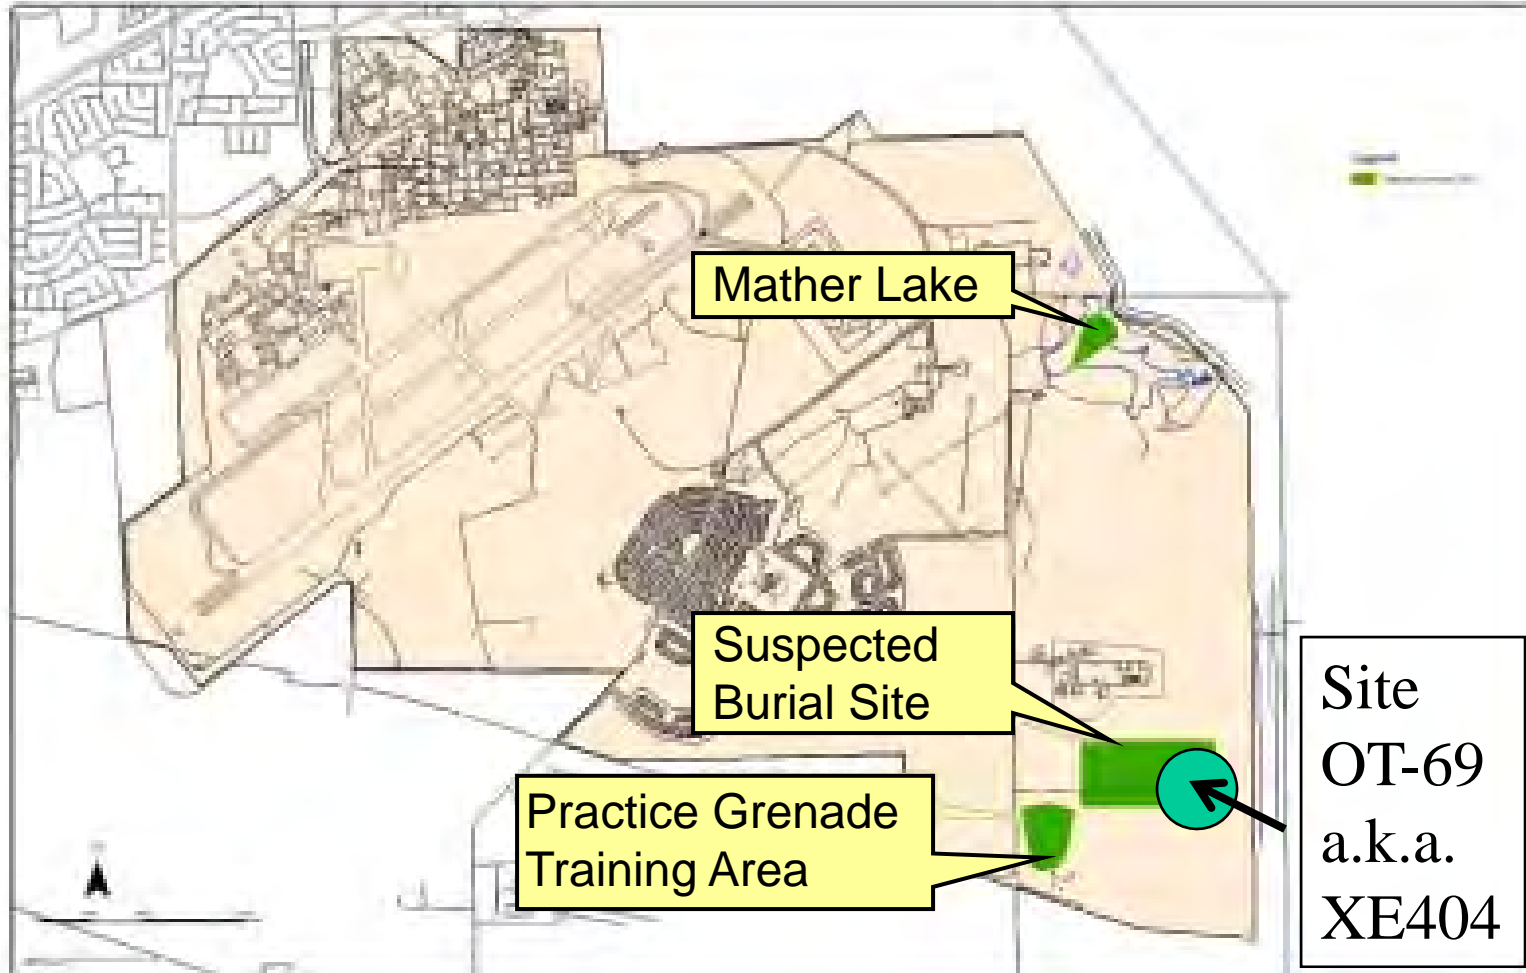 Mather Lake
Suspected
Burial Site
Practice Grenade
Training Area
Site
OT-69
a.k.a.
XE404